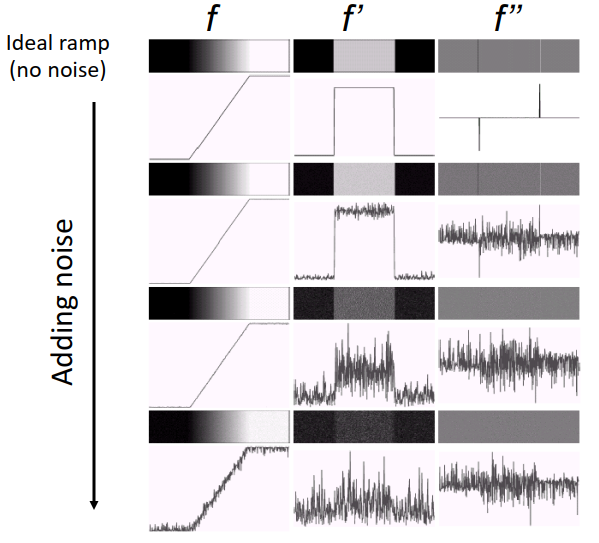 f f’ f’’
Ideal ramp
(no noise)
Adding noise